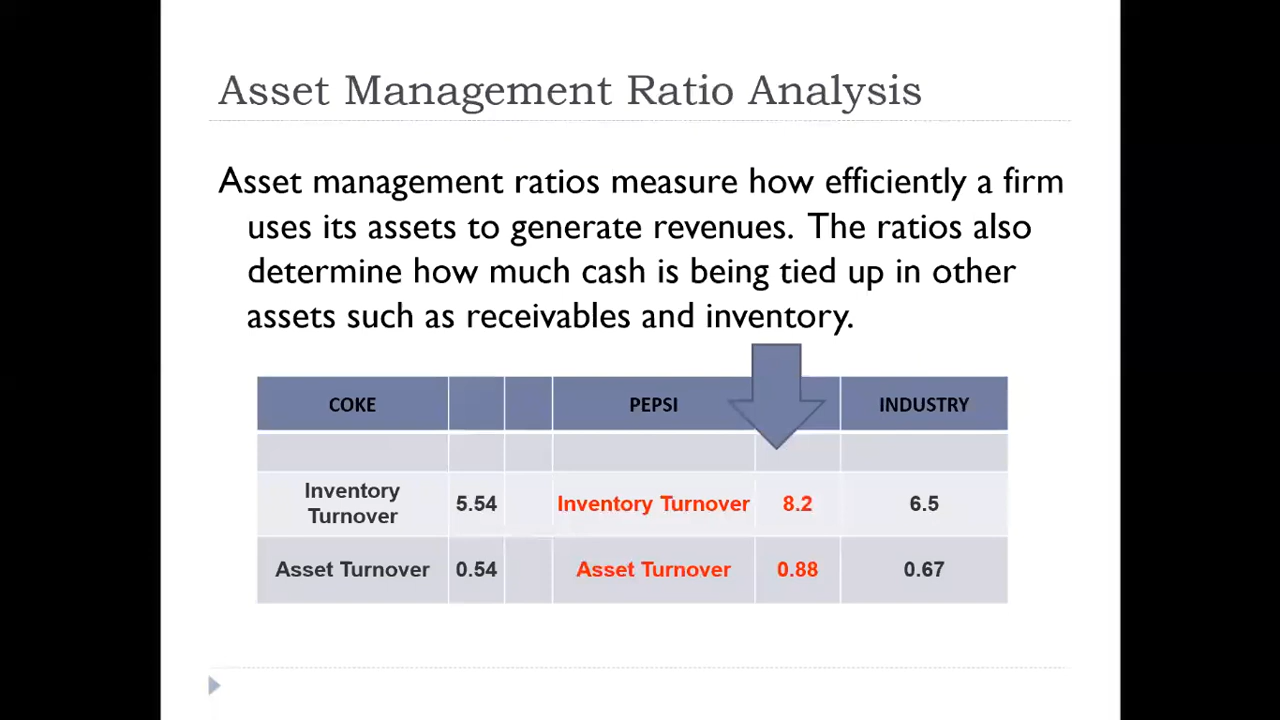 Asset Management Ratio Analysis
Asset management ratios measure how efficiently a firm
uses its assets to generate revenues. The ratios also
determine how much cash is being tied up in other
assets such as receivables and inventory.
COKE PEPSI INDUSTRY
Inventory
Turnover 5.54 Inventory Turnover 8.2 6.5
Asset Turnover 0.54 Asset Turnover 0.88 0.67